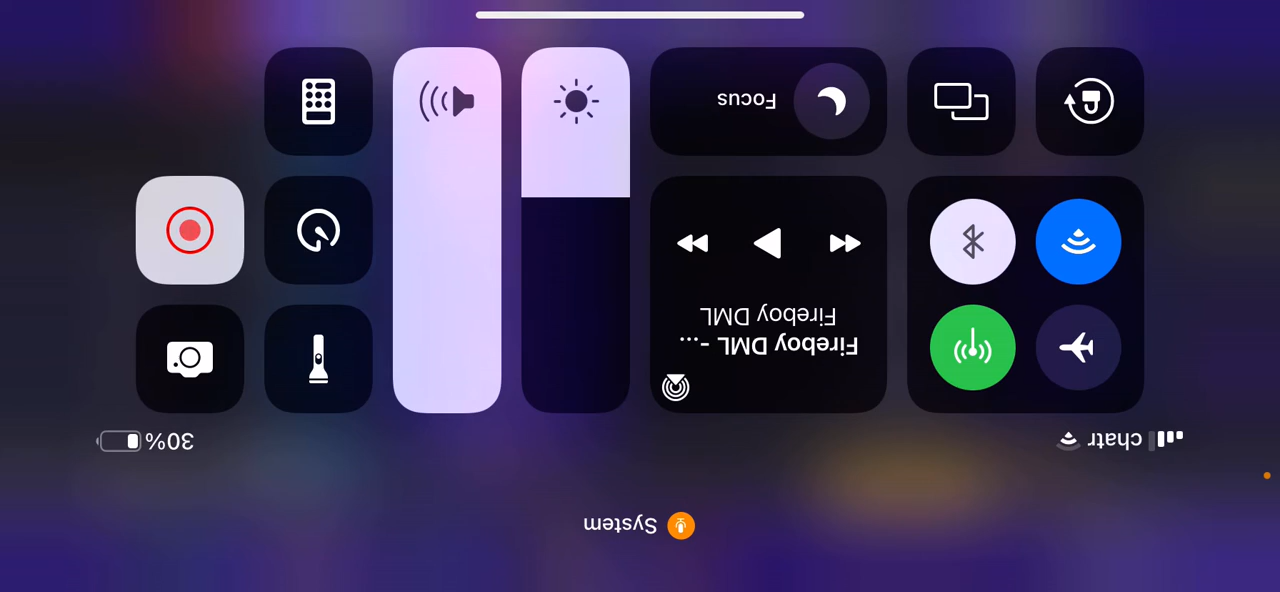 System
chatr
30%
Fireboy DML -...
Fireboy DML
Focus